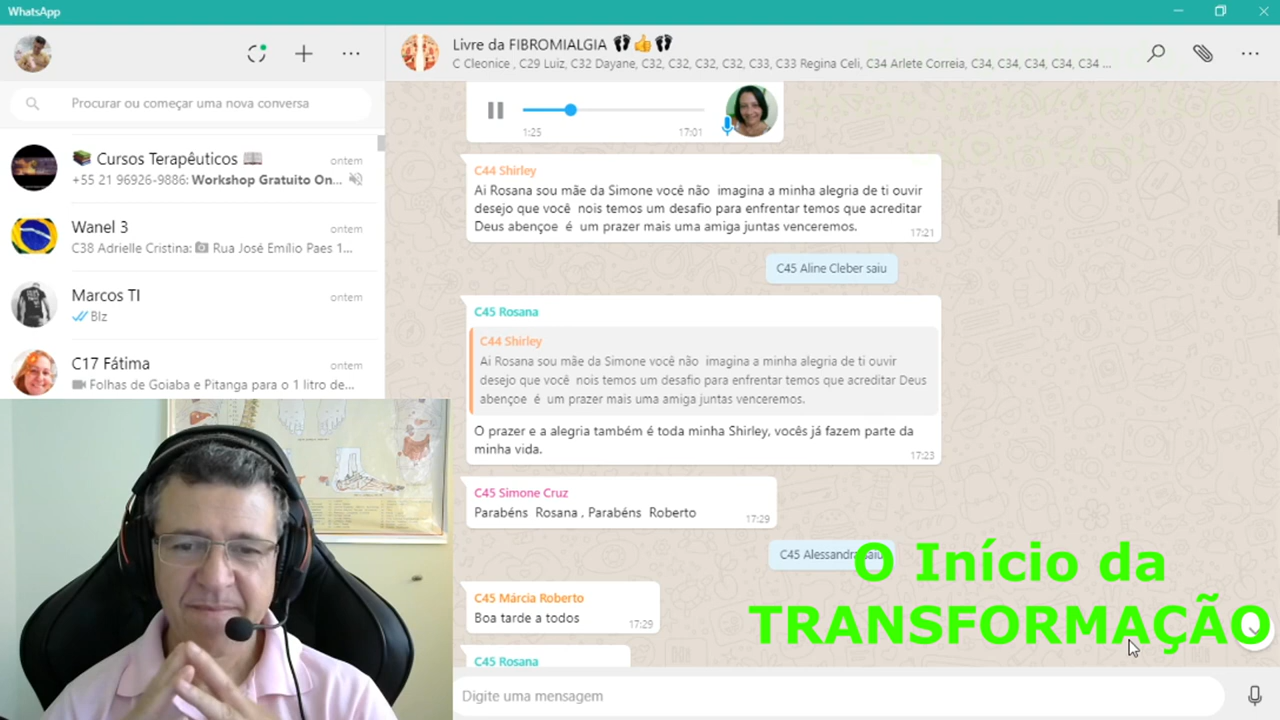 WhatsApp
Procurar ou começar uma nova conversa
📚 Cursos Terapêuticos 📖
ontem
+55 21 96926-9886: Workshop Gratuito On...
Wanel 3
ontem
C38 Adrielle Cristina: 📷 Rua José Emílio Paes 1...
Marcos TI
ontem
Blz
C17 Fátima
ontem
Folhas de Goiaba e Pitanga para o 1 litro de...
Livre da FIBROMIALGIA 👣👍👣
C Cleonice , C29 Luiz, C32 Dayane, C32, C32, C32, C32, C33, C33 Regina Celi, C34 Arlete Correia, C34, C34, C34, C34, C34 ...
1:25
17:01
C44 Shirley
Ai Rosana sou mãe da Simone você não  imagina a minha alegria de ti ouvir
desejo que você  nois temos um desafio para enfrentar temos que acreditar
Deus abençoe  é  um prazer mais uma amiga juntas venceremos.
17:21
C45 Aline Cleber saiu
C45 Rosana
C44 Shirley
Ai Rosana sou mãe da Simone você não  imagina a minha alegria de ti ouvir
desejo que você  nois temos um desafio para enfrentar temos que acreditar Deus
abençoe  é  um prazer mais uma amiga juntas venceremos.
O prazer e a alegria também é toda minha Shirley, vocês já fazem parte da
minha vida.
17:23
C45 Simone Cruz
Parabéns  Rosana , Parabéns  Roberto
17:29
C45 Alessandra saiu
O Início da
TRANSFORMAÇÃO
C45 Márcia Roberto
Boa tarde a todos
17:29
C45 Rosana
Digite uma mensagem